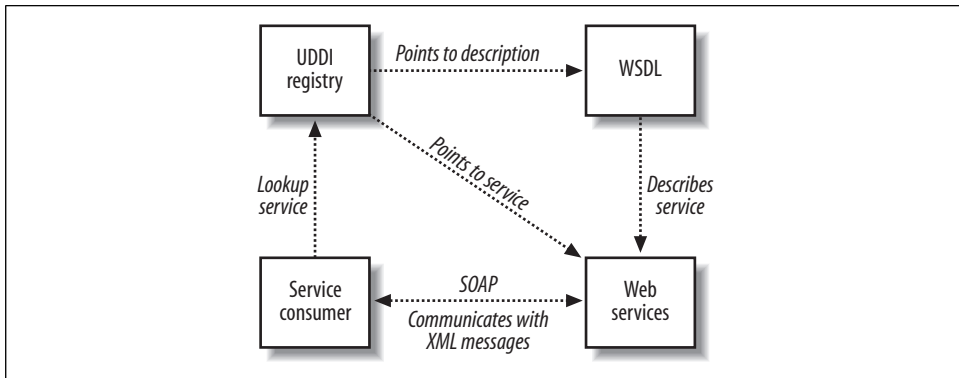 UDDI
registry
Points to description
WSDL
Points to service
Lookup
service
Describes
service
Service
consumer
SOAP
Communicates with
XML messages
Web
services